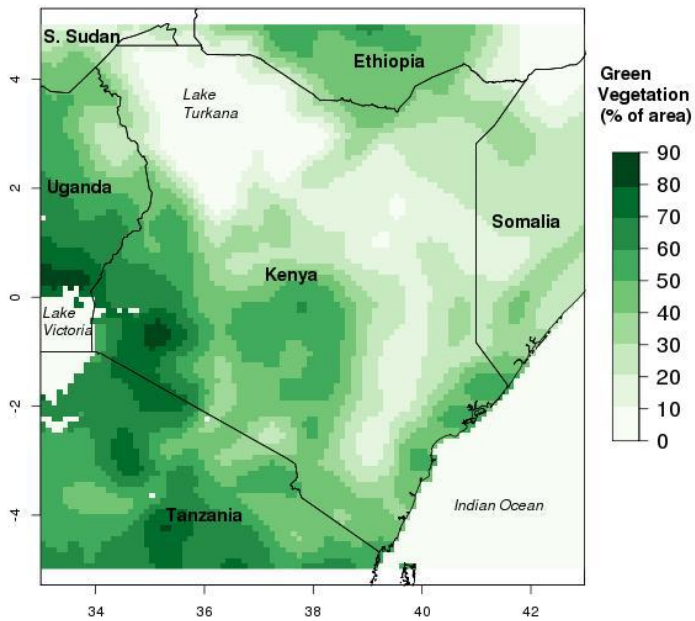 S. Sudan
Ethiopia
Lake
Turkana
Uganda
Somalia
Kenya
Lake
Victoria
Indian Ocean
Tanzania
Green
Vegetation
(% of area)
90
80
70
60
50
40
30
20
10
0
4
2
0
-2
-4
34
36
38
40
42